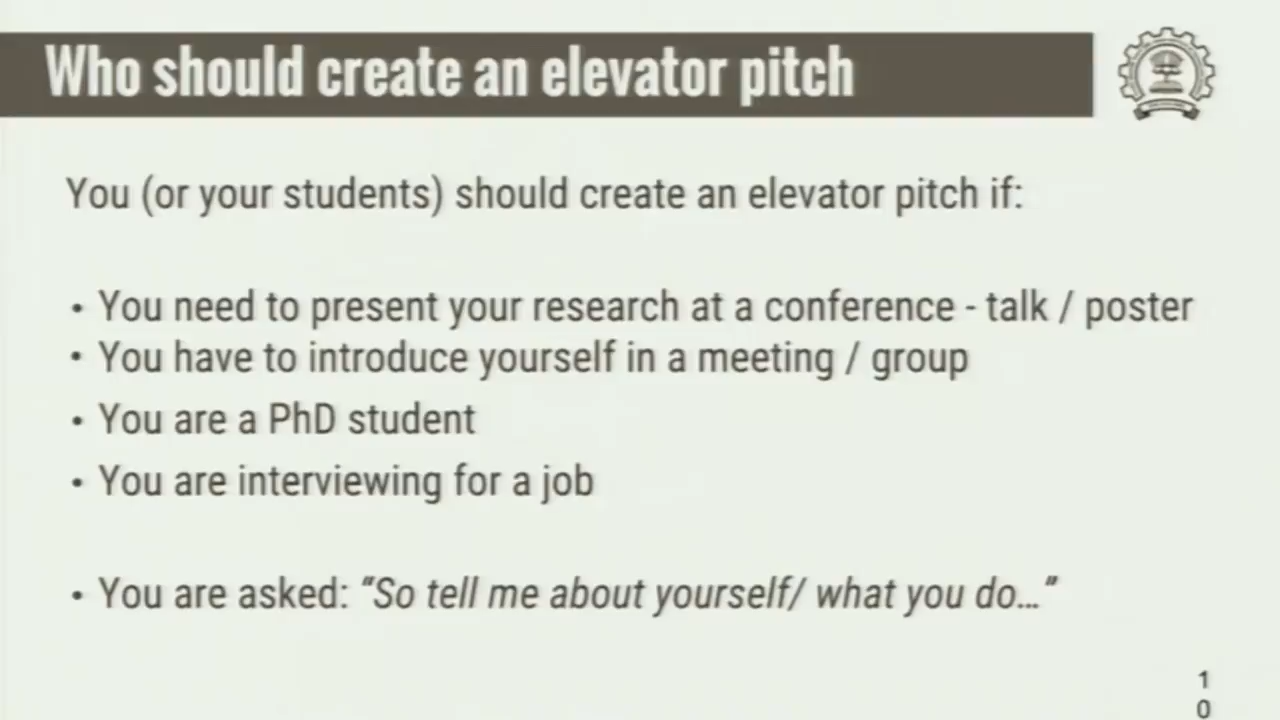 Who should create an elevator pitch
You (or your students) should create an elevator pitch if:
• You need to present your research at a conference - talk / poster
• You have to introduce yourself in a meeting / group
• You are a PhD student
• You are interviewing for a job
• You are asked: "So tell me about yourself/ what you do…"
1
0